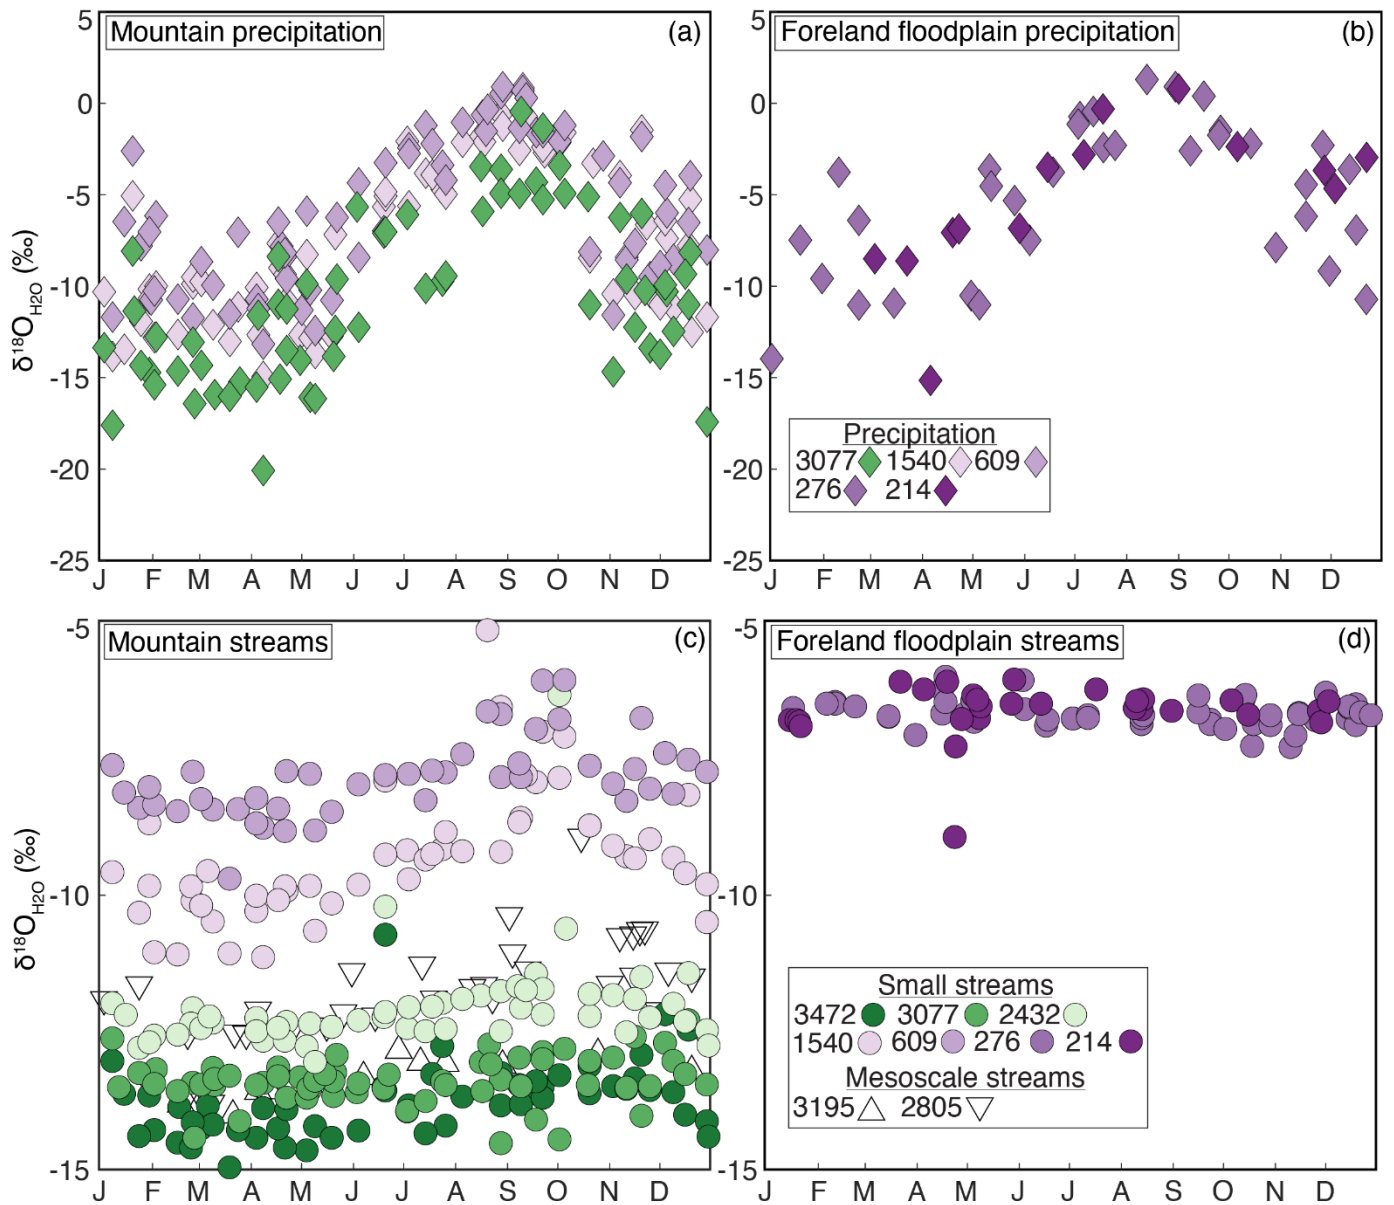 Mountain precipitation
(a)
5
0
-5
-10
-15
-20
-25
δ18OH2O (‰)
J F M A M J J A S O N D
Foreland floodplain precipitation
(b)
5
0
-5
-10
-15
-20
-25
Precipitation
3077 1540 609
276 214
J F M A M J J A S O N D
Mountain streams
(c)
-5
-10
-15
δ18OH2O (‰)
J F M A M J J A S O N D
Foreland floodplain streams
(d)
-5
-10
-15
Small streams
3472 3077 2432
1540 609 276 214
Mesoscale streams
3195 2805
J F M A M J J A S O N D